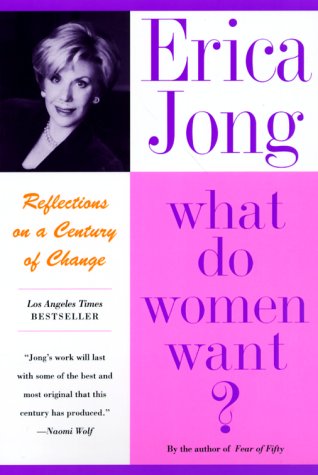 Erica
Jong
Reflections
on a Century
of Change
Los Angeles Times
BESTSELLER
"Jong's work will last
with some of the best and
most original that this
century has produced."
—Naomi Wolf
what
do
women
want
?
By the author of Fear of Fifty